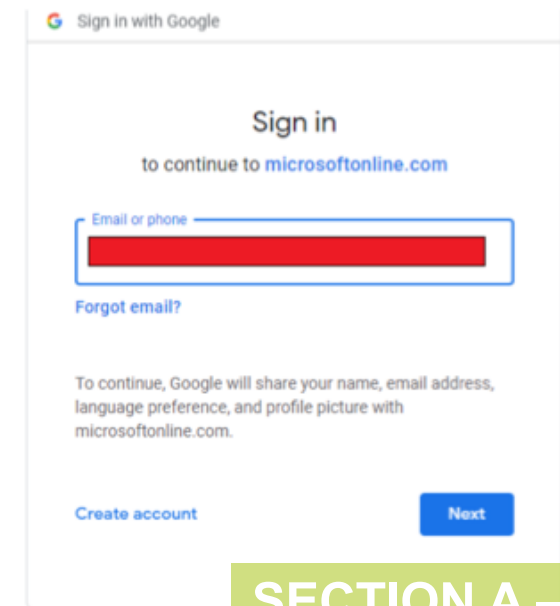 Sign in with Google
Sign in
to continue to microsoftonline.com
Email or phone
Forgot email?
To continue, Google will share your name, email address,
language preference, and profile picture with
microsoftonline.com.
Create account
Next
SECTION A -